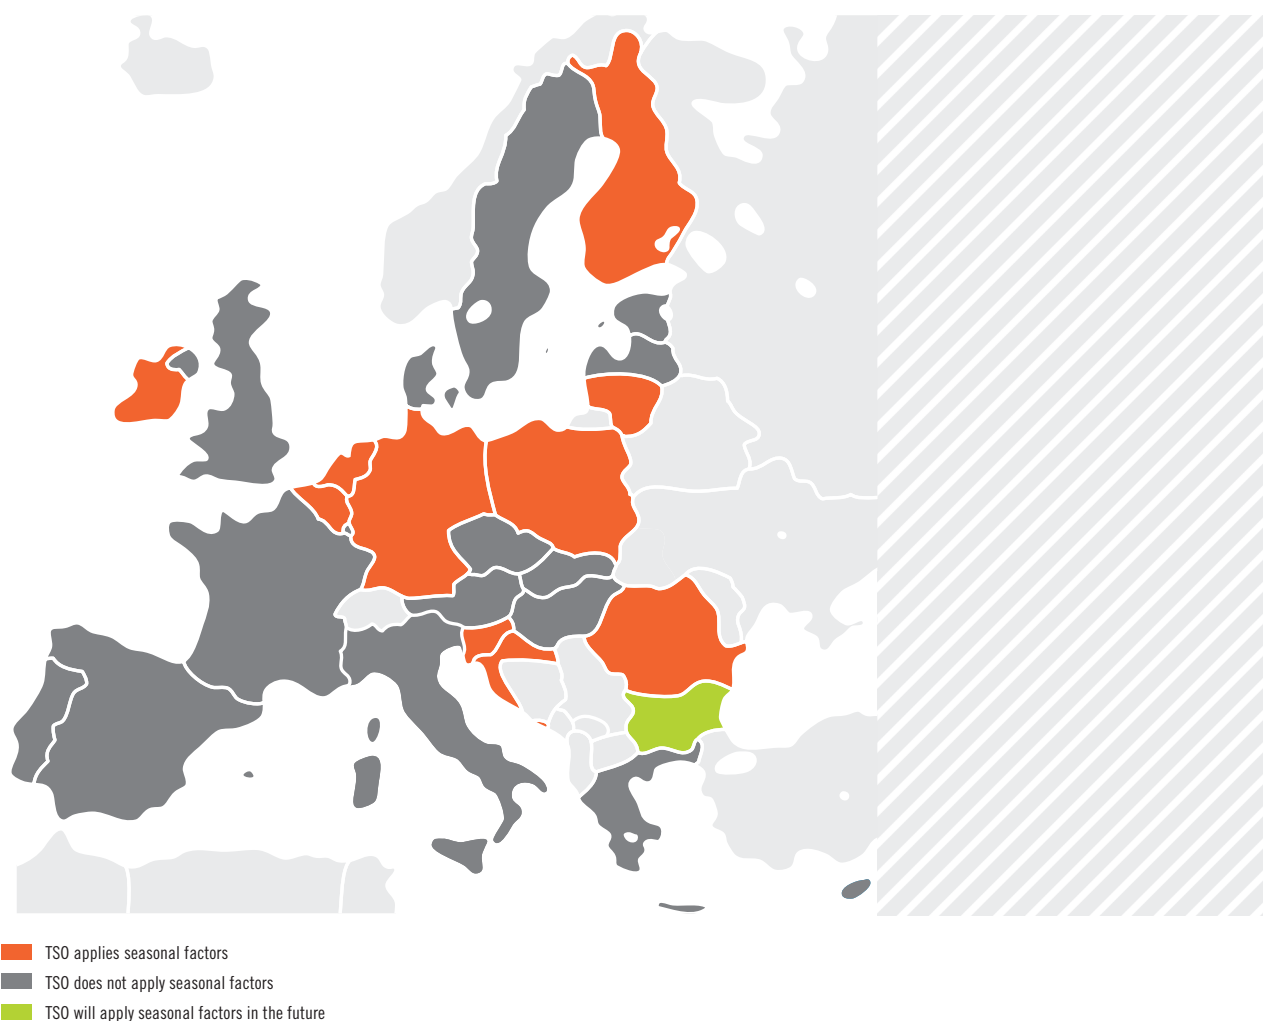 TSO applies seasonal factors
TSO does not apply seasonal factors
TSO will apply seasonal factors in the future